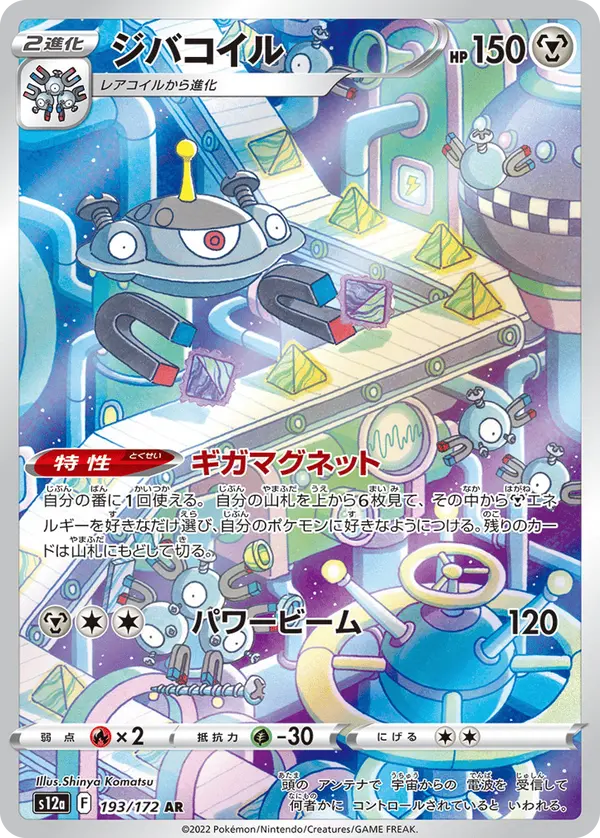 2進化
ジバコイル
HP 150
レアコイルから進化
特性 とくせい
ギガマグネット
自分の番に1回使える。自分の山札を上から6枚見て、その中から エネ
ルギーを好きなだけ選び、自分のポケモンに好きなようにつける。残りのカー
ドは山札にもどして切る。
パワービーム 120
弱点 ×2 抵抗力 -30 にげる
Illus.Shinya Komatsu
s12a F 193/172 AR
頭の アンテナで 宇宙からの 電波を 受信して
何者かに コントロールされていると いわれる。
©2022 Pokémon/Nintendo/Creatures/GAME FREAK.